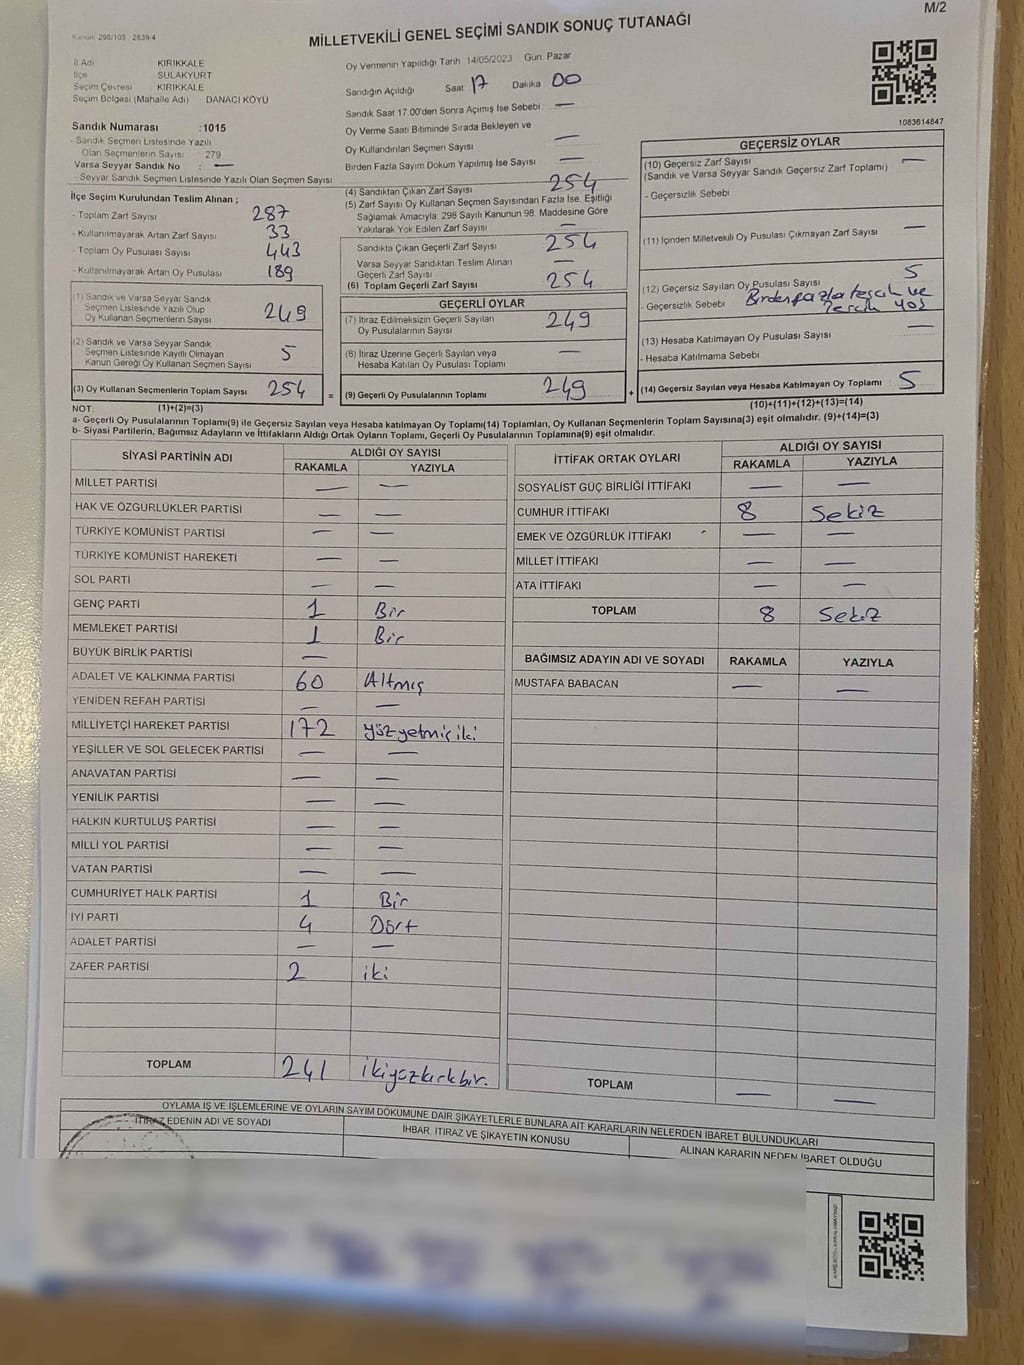 M/2
Kanun: 298/105 : 2839/4
MİLLETVEKİLİ GENEL SEÇİMİ SANDIK SONUÇ TUTANAĞI
İl Adı KIRIKKALE
İlçe SULAKYURT
Seçim Çevresi KIRIKKALE
Seçim Bölgesi (Mahalle Adı) DANACI KÖYÜ
Sandık Numarası :1015
- Sandık Seçmen Listesinde Yazılı
Olan Seçmenlerin Sayısı 279
Varsa Seyyar Sandık No : —
- Seyyar Sandık Seçmen Listesinde Yazılı Olan Seçmen Sayısı
İlçe Seçim Kurulundan Teslim Alınan ;
- Toplam Zarf Sayısı 287
- Kullanılmayarak Artan Zarf Sayısı 33
- Toplam Oy Pusulası Sayısı 443
- Kullanılmayarak Artan Oy Pusulası 189
(1) Sandık ve Varsa Seyyar Sandık
Seçmen Listesinde Yazılı Olup
Oy Kullanan Seçmenlerin Sayısı 249
(2) Sandık ve Varsa Seyyar Sandık
Seçmen Listesinde Kayıtlı Olmayan
Kanun Gereği Oy Kullanan Seçmen Sayısı 5
(3) Oy Kullanan Seçmenlerin Toplam Sayısı 254
Oy Vermenin Yapıldığı Tarih 14/05/2023 Gün: Pazar
Sandığın Açıldığı Saat 17 Dakika 00
Sandık Saat 17.00'den Sonra Açılmış İse Sebebi : —
Oy Verme Saati Bitiminde Sırada Bekleyen ve
Oy Kullandırılan Seçmen Sayısı —
Birden Fazla Sayım Döküm Yapılmış İse Sayısı —
(4) Sandıktan Çıkan Zarf Sayısı 254
(5) Zarf Sayısı Oy Kullanan Seçmen Sayısından Fazla İse, Eşitliği
Sağlamak Amacıyla, 298 Sayılı Kanunun 98. Maddesine Göre
Yakılarak Yok Edilen Zarf Sayısı —
Sandıkta Çıkan Geçerli Zarf Sayısı 254
Varsa Seyyar Sandıktan Teslim Alınan
Geçerli Zarf Sayısı —
(6) Toplam Geçerli Zarf Sayısı 254
GEÇERLİ OYLAR
(7) İtiraz Edilmeksizin Geçerli Sayılan
Oy Pusulalarının Sayısı 249
(8) İtiraz Üzerine Geçerli Sayılan veya
Hesaba Katılan Oy Pusulası Toplamı —
= (9) Geçerli Oy Pusulalarının Toplamı 249 +
1083614847
GEÇERSİZ OYLAR
(10) Geçersiz Zarf Sayısı —
(Sandık ve Varsa Seyyar Sandık Geçersiz Zarf Toplamı)
- Geçersizlik Sebebi
(11) İçinden Milletvekili Oy Pusulası Çıkmayan Zarf Sayısı —
(12) Geçersiz Sayılan Oy Pusulası Sayısı 5
- Geçersizlik Sebebi Birden fazla tercih ve
Tercih yok
(13) Hesaba Katılmayan Oy Pusulası Sayısı —
- Hesaba Katılmama Sebebi
(14) Geçersiz Sayılan veya Hesaba Katılmayan Oy Toplamı : 5
NOT: (1)+(2)=(3) (10)+(11)+(12)+(13)=(14)
a- Geçerli Oy Pusulalarının Toplamı(9) ile Geçersiz Sayılan veya Hesaba katılmayan Oy Toplamı(14) Toplamları, Oy Kullanan Seçmenlerin Toplam Sayısına(3) eşit olmalıdır. (9)+(14)=(3)
b- Siyasi Partilerin, Bağımsız Adayların ve İttifakların Aldığı Ortak Oyların Toplamı, Geçerli Oy Pusulalarının Toplamına(9) eşit olmalıdır.
SİYASİ PARTİNİN ADI ALDIĞI OY SAYISI
RAKAMLA YAZIYLA
MİLLET PARTİSİ — —
HAK VE ÖZGÜRLÜKLER PARTİSİ — —
TÜRKİYE KOMÜNİST PARTİSİ — —
TÜRKİYE KOMÜNİST HAREKETİ — —
SOL PARTİ — —
GENÇ PARTİ 1 Bir
MEMLEKET PARTİSİ 1 Bir
BÜYÜK BİRLİK PARTİSİ —
ADALET VE KALKINMA PARTİSİ 60 Altmış
YENİDEN REFAH PARTİSİ — —
MİLLİYETÇİ HAREKET PARTİSİ 172 yüzyetmişiki
YEŞİLLER VE SOL GELECEK PARTİSİ — —
ANAVATAN PARTİSİ — —
YENİLİK PARTİSİ — —
HALKIN KURTULUŞ PARTİSİ — —
MİLLİ YOL PARTİSİ — —
VATAN PARTİSİ — —
CUMHURİYET HALK PARTİSİ 1 Bir
İYİ PARTİ 4 Dört
ADALET PARTİSİ — —
ZAFER PARTİSİ 2 iki
TOPLAM 241 ikiyüzkırkbir.
İTTİFAK ORTAK OYLARI ALDIĞI OY SAYISI
RAKAMLA YAZIYLA
SOSYALİST GÜÇ BİRLİĞİ İTTİFAKI — —
CUMHUR İTTİFAKI 8 Sekiz
EMEK VE ÖZGÜRLÜK İTTİFAKI — —
MİLLET İTTİFAKI — —
ATA İTTİFAKI — —
TOPLAM 8 Sekiz
BAĞIMSIZ ADAYIN ADI VE SOYADI RAKAMLA YAZIYLA
MUSTAFA BABACAN — —
TOPLAM — —
OYLAMA İŞ VE İŞLEMLERİNE VE OYLARIN SAYIM DÖKÜMÜNE DAİR ŞİKAYETLERLE BUNLARA AİT KARARLARIN NELERDEN İBARET BULUNDUKLARI
İTİRAZ EDENİN ADI VE SOYADI İHBAR, İTİRAZ VE ŞİKAYETİN KONUSU ALINAN KARARIN NEDEN İBARET OLDUĞU